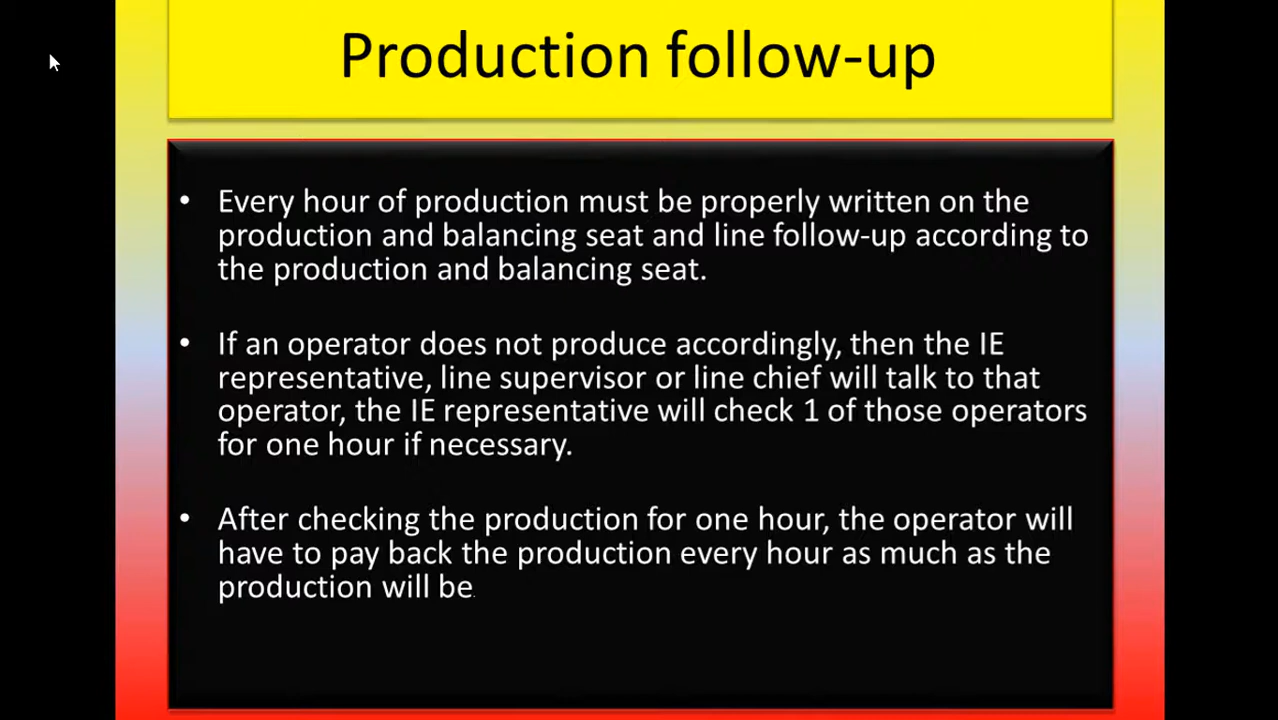 Production follow-up
• Every hour of production must be properly written on the
production and balancing seat and line follow-up according to
the production and balancing seat.
• If an operator does not produce accordingly, then the IE
representative, line supervisor or line chief will talk to that
operator, the IE representative will check 1 of those operators
for one hour if necessary.
• After checking the production for one hour, the operator will
have to pay back the production every hour as much as the
production will be.